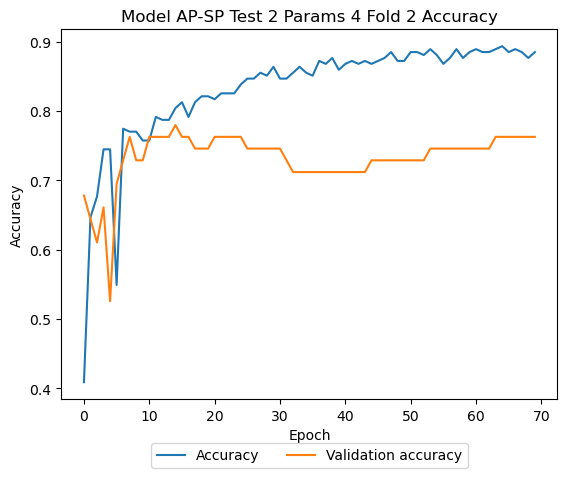 Model AP-SP Test 2 Params 4 Fold 2 Accuracy
Accuracy
0.9
0.8
0.7
0.6
0.5
0.4
0 10 20 30 40 50 60 70
Epoch
Accuracy Validation accuracy